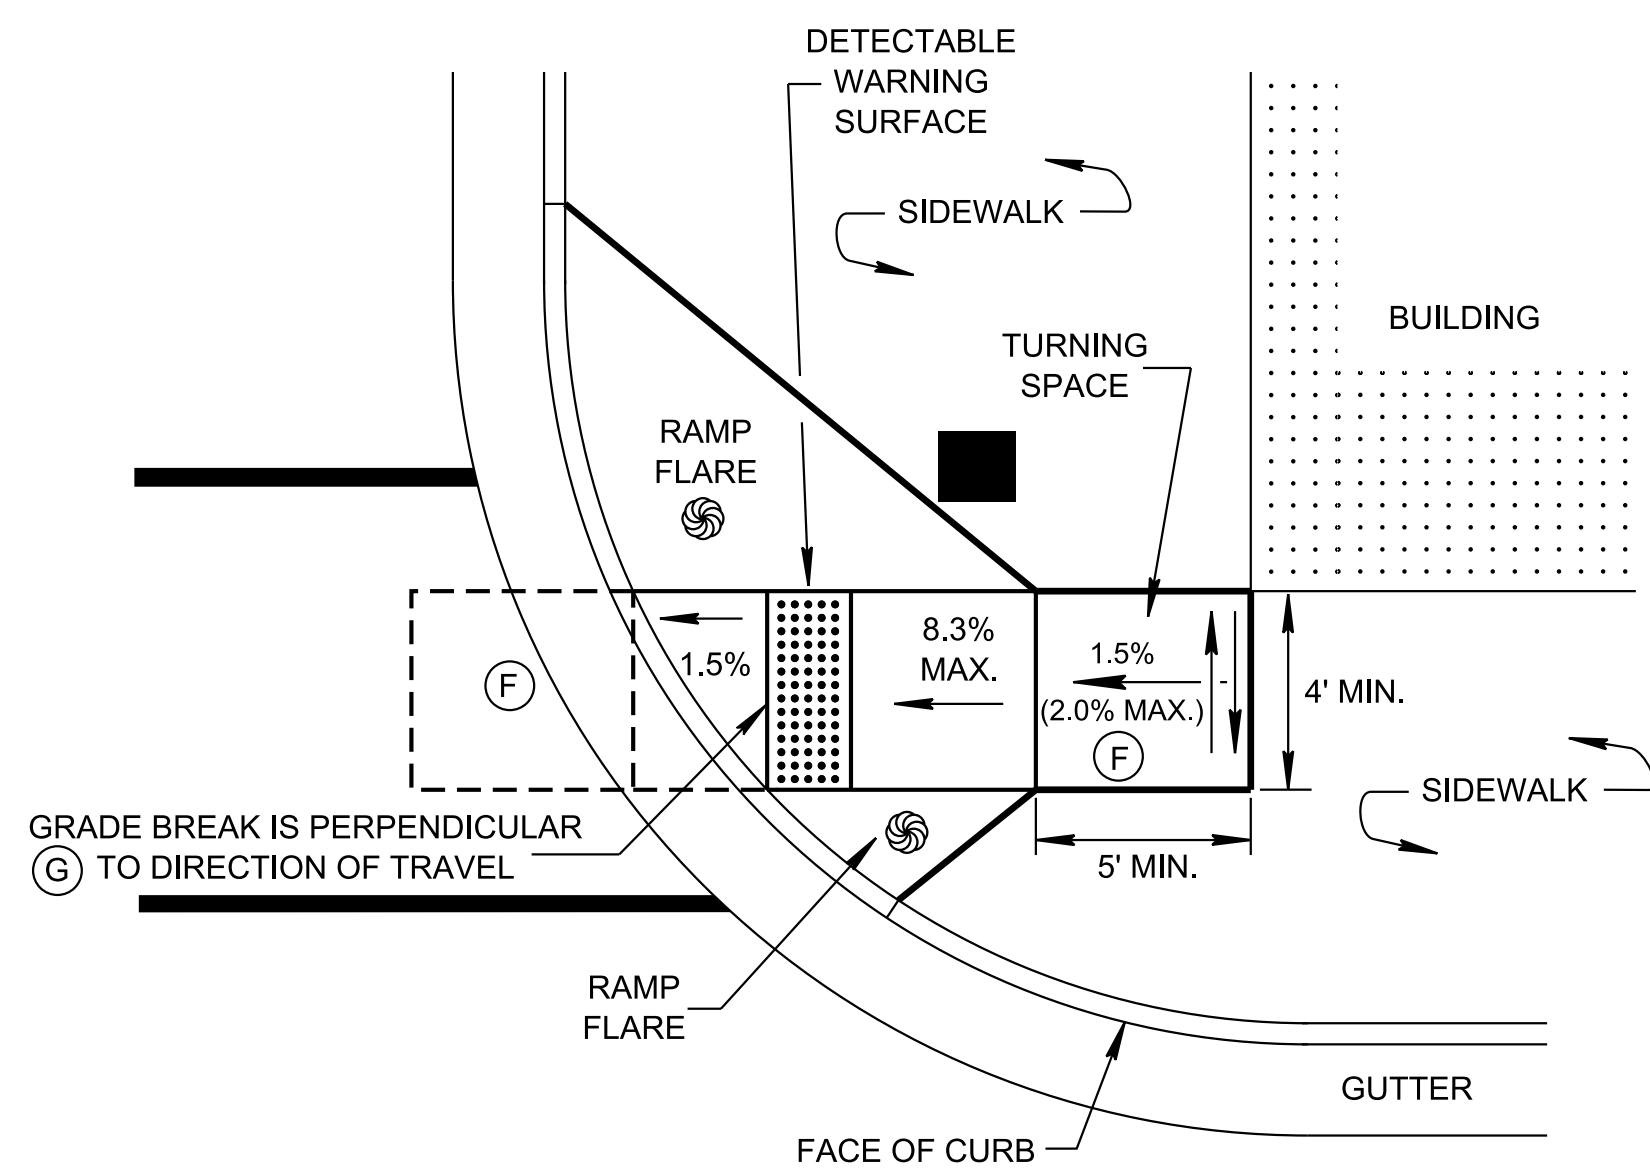 DETECTABLE
WARNING
SURFACE
SIDEWALK
BUILDING
TURNING
SPACE
RAMP
FLARE
8.3%
MAX.
1.5%
1.5%
(2.0% MAX.)
F
F
4' MIN.
SIDEWALK
GRADE BREAK IS PERPENDICULAR
G TO DIRECTION OF TRAVEL
5' MIN.
RAMP
FLARE
GUTTER
FACE OF CURB